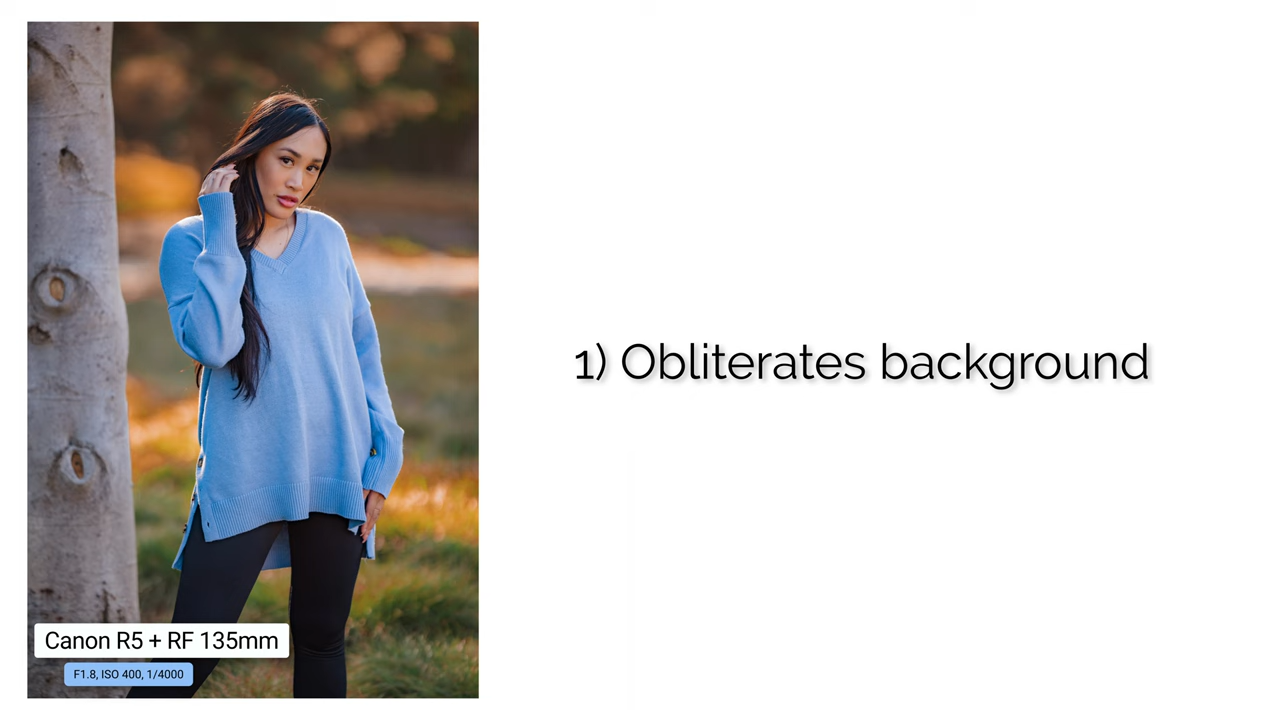 1) Obliterates background
Canon R5 + RF 135mm
F1.8, ISO 400, 1/4000